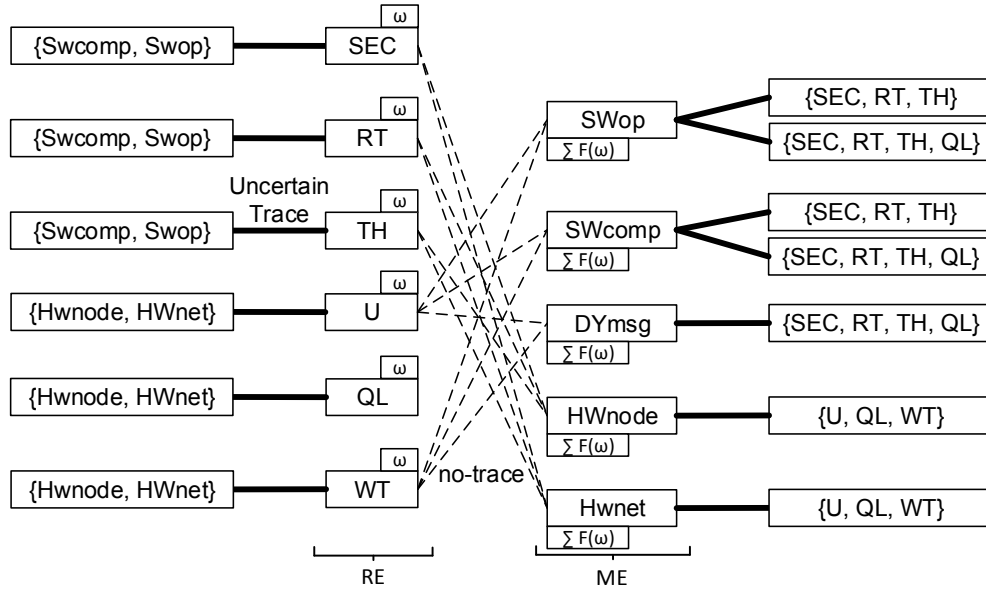 ω
{Swcomp, Swop}
SEC
ω
{Swcomp, Swop}
RT
Uncertain
Trace
ω
{Swcomp, Swop}
TH
ω
{Hwnode, HWnet}
U
ω
{Hwnode, HWnet}
QL
ω
{Hwnode, HWnet}
WT
RE
no-trace
SWop
∑ F(ω)
{SEC, RT, TH}
{SEC, RT, TH, QL}
SWcomp
∑ F(ω)
{SEC, RT, TH}
{SEC, RT, TH, QL}
DYmsg
∑ F(ω)
{SEC, RT, TH, QL}
HWnode
∑ F(ω)
{U, QL, WT}
Hwnet
∑ F(ω)
{U, QL, WT}
ME